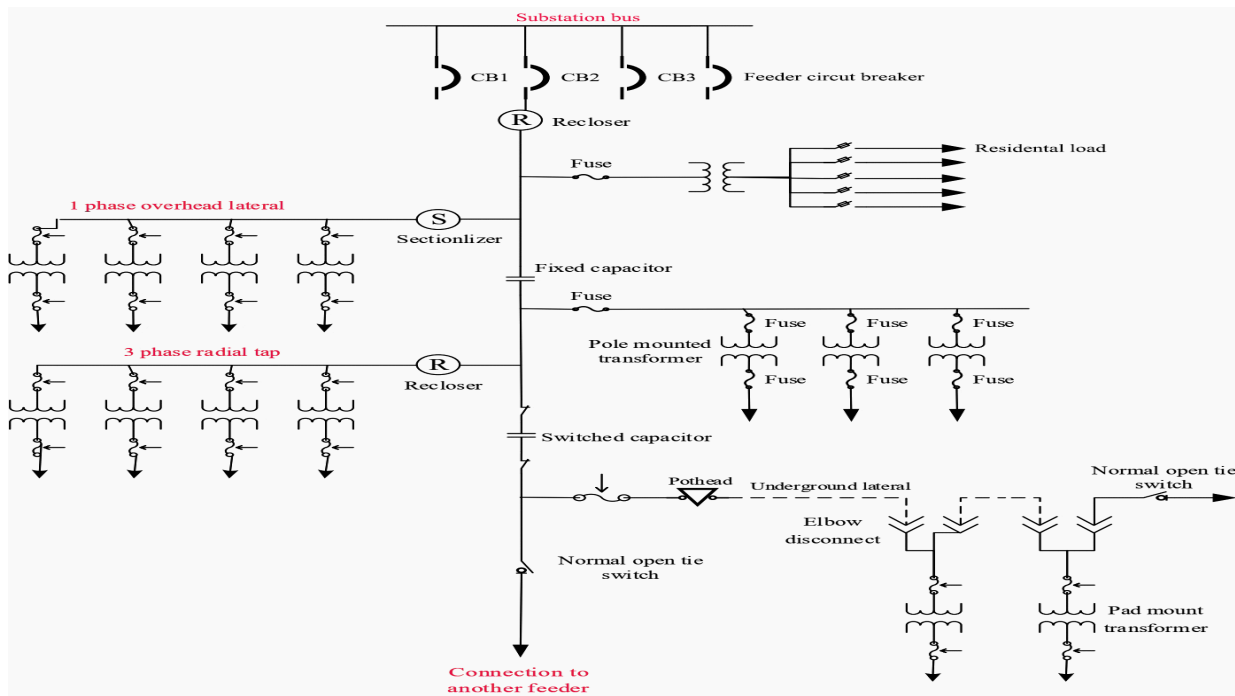 Substation bus
CB1
CB2
CB3
Feeder circut breaker
R
Recloser
Fuse
Residental load
1 phase overhead lateral
S
Sectionlizer
Fixed capacitor
Fuse
Fuse
Fuse
Fuse
Pole mounted
transformer
Fuse
Fuse
Fuse
3 phase radial tap
R
Recloser
Switched capacitor
Pothead
Underground lateral
Normal open tie
switch
Elbow
disconnect
Normal open tie
switch
Pad mount
transformer
Connection to
another feeder